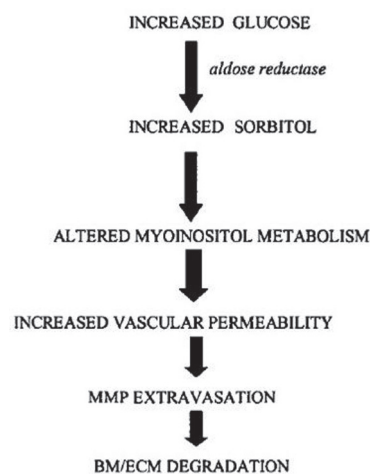 INCREASED GLUCOSE
aldose reductase
INCREASED SORBITOL
ALTERED MYOINOSITOL METABOLISM
INCREASED VASCULAR PERMEABILITY
MMP EXTRAVASATION
BM/ECM DEGRADATION